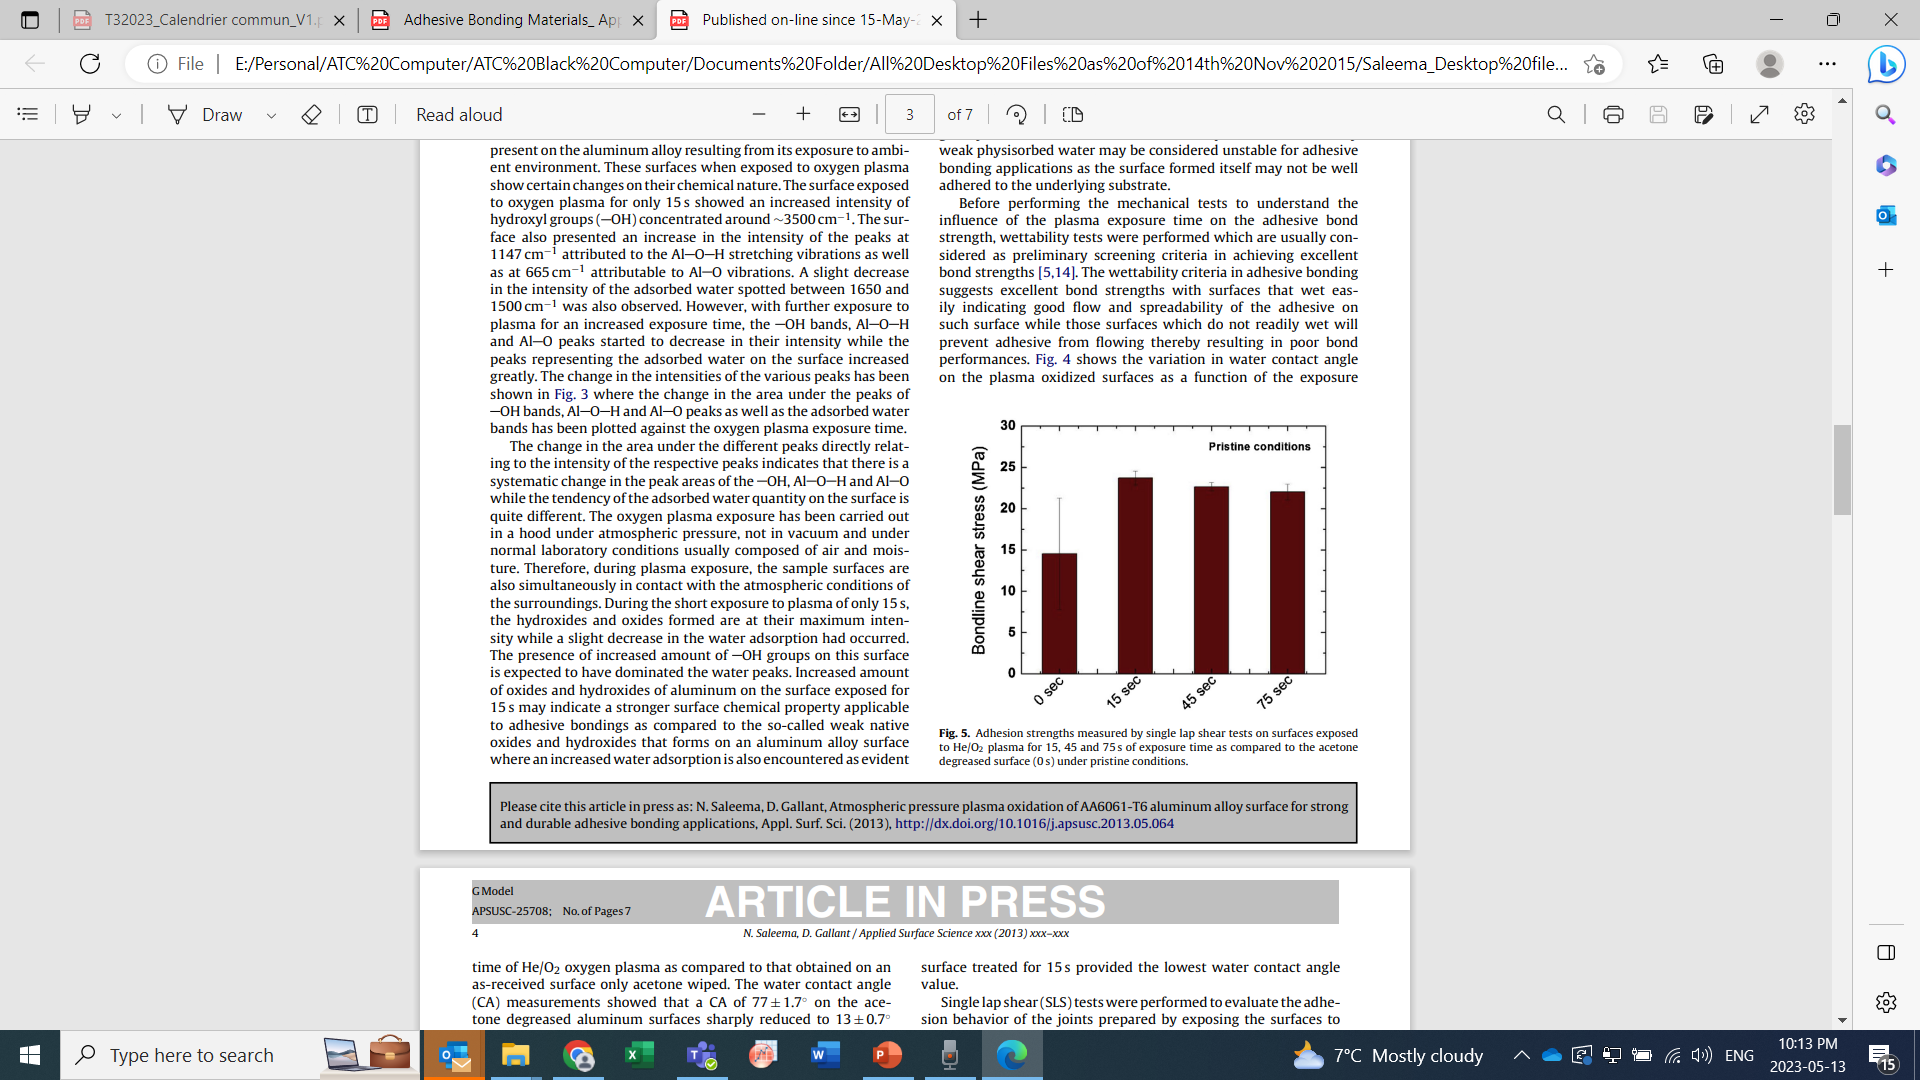 T32023_Calendrier commun_V1.p
Adhesive Bonding Materials_ App
Published on-line since 15-May-2
File
E:/Personal/ATC%20Computer/ATC%20Black%20Computer/Documents%20Folder/All%20Desktop%20Files%20as%20of%2014th%20Nov%202015/Saleema_Desktop%20file...
Draw
Read aloud
3
of 7
present on the aluminum alloy resulting from its exposure to ambi-
ent environment. These surfaces when exposed to oxygen plasma
show certain changes on their chemical nature. The surface exposed
to oxygen plasma for only 15 s showed an increased intensity of
hydroxyl groups (—OH) concentrated around ~3500 cm−1. The sur-
face also presented an increase in the intensity of the peaks at
1147 cm−1 attributed to the Al—O—H stretching vibrations as well
as at 665 cm−1 attributable to Al—O vibrations. A slight decrease
in the intensity of the adsorbed water spotted between 1650 and
1500 cm−1 was also observed. However, with further exposure to
plasma for an increased exposure time, the —OH bands, Al—O—H
and Al—O peaks started to decrease in their intensity while the
peaks representing the adsorbed water on the surface increased
greatly. The change in the intensities of the various peaks has been
shown in Fig. 3 where the change in the area under the peaks of
—OH bands, Al—O—H and Al—O peaks as well as the adsorbed water
bands has been plotted against the oxygen plasma exposure time.
The change in the area under the different peaks directly relat-
ing to the intensity of the respective peaks indicates that there is a
systematic change in the peak areas of the —OH, Al—O—H and Al—O
while the tendency of the adsorbed water quantity on the surface is
quite different. The oxygen plasma exposure has been carried out
in a hood under atmospheric pressure, not in vacuum and under
normal laboratory conditions usually composed of air and mois-
ture. Therefore, during plasma exposure, the sample surfaces are
also simultaneously in contact with the atmospheric conditions of
the surroundings. During the short exposure to plasma of only 15 s,
the hydroxides and oxides formed are at their maximum inten-
sity while a slight decrease in the water adsorption had occurred.
The presence of increased amount of —OH groups on this surface
is expected to have dominated the water peaks. Increased amount
of oxides and hydroxides of aluminum on the surface exposed for
15 s may indicate a stronger surface chemical property applicable
to adhesive bondings as compared to the so-called weak native
oxides and hydroxides that forms on an aluminum alloy surface
where an increased water adsorption is also encountered as evident
weak physisorbed water may be considered unstable for adhesive
bonding applications as the surface formed itself may not be well
adhered to the underlying substrate.
Before performing the mechanical tests to understand the
influence of the plasma exposure time on the adhesive bond
strength, wettability tests were performed which are usually con-
sidered as preliminary screening criteria in achieving excellent
bond strengths [5,14]. The wettability criteria in adhesive bonding
suggests excellent bond strengths with surfaces that wet eas-
ily indicating good flow and spreadability of the adhesive on
such surface while those surfaces which do not readily wet will
prevent adhesive from flowing thereby resulting in poor bond
performances. Fig. 4 shows the variation in water contact angle
on the plasma oxidized surfaces as a function of the exposure
Bondline shear stress (MPa)
30
25
20
15
10
5
0
Pristine conditions
0 sec
15 sec
45 sec
75 sec
Fig. 5. Adhesion strengths measured by single lap shear tests on surfaces exposed
to He/O2 plasma for 15, 45 and 75 s of exposure time as compared to the acetone
degreased surface (0 s) under pristine conditions.
Please cite this article in press as: N. Saleema, D. Gallant, Atmospheric pressure plasma oxidation of AA6061-T6 aluminum alloy surface for strong
and durable adhesive bonding applications, Appl. Surf. Sci. (2013), http://dx.doi.org/10.1016/j.apsusc.2013.05.064
G Model
APSUSC-25708; No. of Pages 7
ARTICLE IN PRESS
4
N. Saleema, D. Gallant / Applied Surface Science xxx (2013) xxx–xxx
time of He/O2 oxygen plasma as compared to that obtained on an
as-received surface only acetone wiped. The water contact angle
(CA) measurements showed that a CA of 77 ± 1.7° on the ace-
tone degreased aluminum surfaces sharply reduced to 13 ± 0.7°
surface treated for 15 s provided the lowest water contact angle
value.
Single lap shear (SLS) tests were performed to evaluate the adhe-
sion behavior of the joints prepared by exposing the surfaces to
Type here to search
7°C Mostly cloudy
ENG
10:13 PM
2023-05-13
15